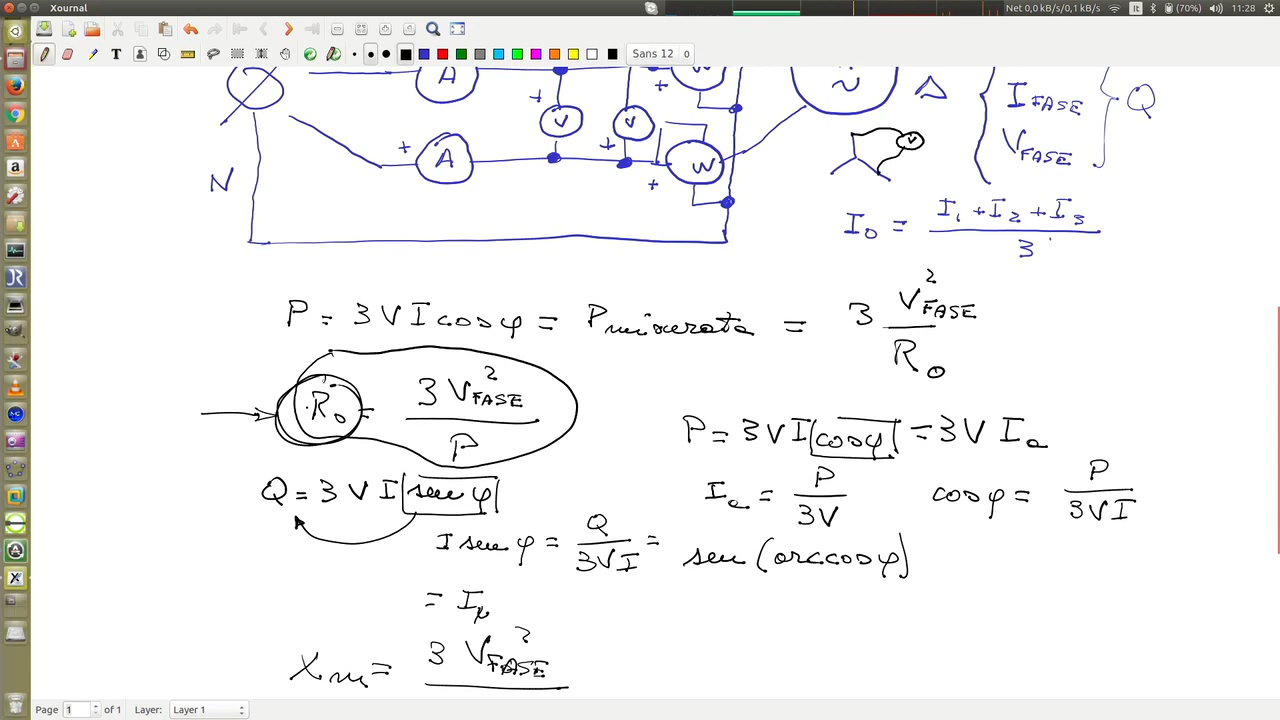 Xournal
Net 0,0 kB/s/0,1 kB/s It (70%) 11:28
Sans 12 0
A W
+ + I FASE Q
V V V FASE
+ A + W
+
N
I₀ = I₁ + I₂ + I₃ / 3
P = 3 V I cos φ = P misurata = 3 V²FASE / R₀
R₀ = 3 V²FASE / P
P = 3 V I cos φ = 3 V Iₐ
Q = 3 V I sen φ
Iₐ = P / 3V cos φ = P / 3VI
I sen φ = Q / 3VI = sen (arccos φ)
= Iμ
Xm = 3 V²FASE
Page 1 of 1 Layer: Layer 1